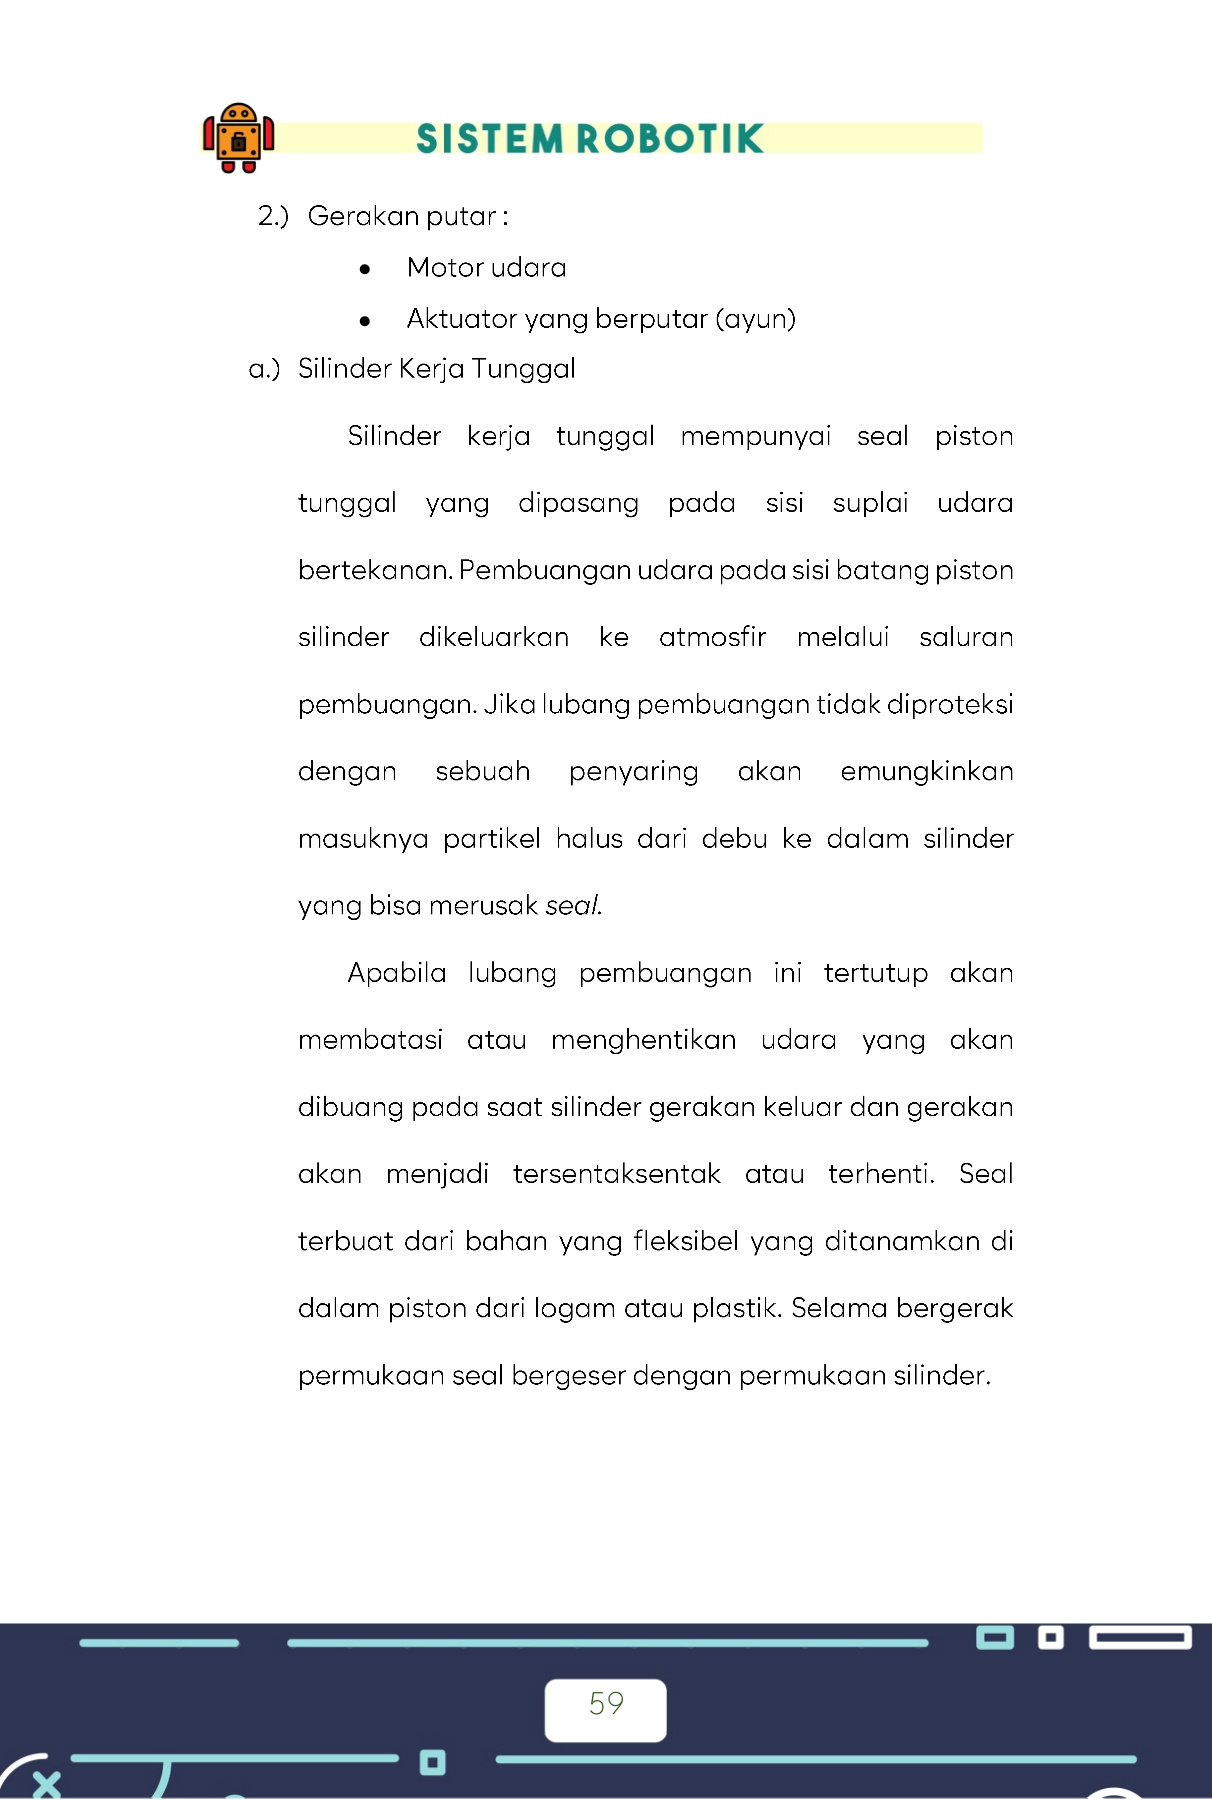 SISTEM ROBOTIK
2.) Gerakan putar :
• Motor udara
• Aktuator yang berputar (ayun)
a.) Silinder Kerja Tunggal
Silinder kerja tunggal mempunyai seal piston
tunggal yang dipasang pada sisi suplai udara
bertekanan. Pembuangan udara pada sisi batang piston
silinder dikeluarkan ke atmosfir melalui saluran
pembuangan. Jika lubang pembuangan tidak diproteksi
dengan sebuah penyaring akan emungkinkan
masuknya partikel halus dari debu ke dalam silinder
yang bisa merusak seal.
Apabila lubang pembuangan ini tertutup akan
membatasi atau menghentikan udara yang akan
dibuang pada saat silinder gerakan keluar dan gerakan
akan menjadi tersentaksentak atau terhenti. Seal
terbuat dari bahan yang fleksibel yang ditanamkan di
dalam piston dari logam atau plastik. Selama bergerak
permukaan seal bergeser dengan permukaan silinder.
59